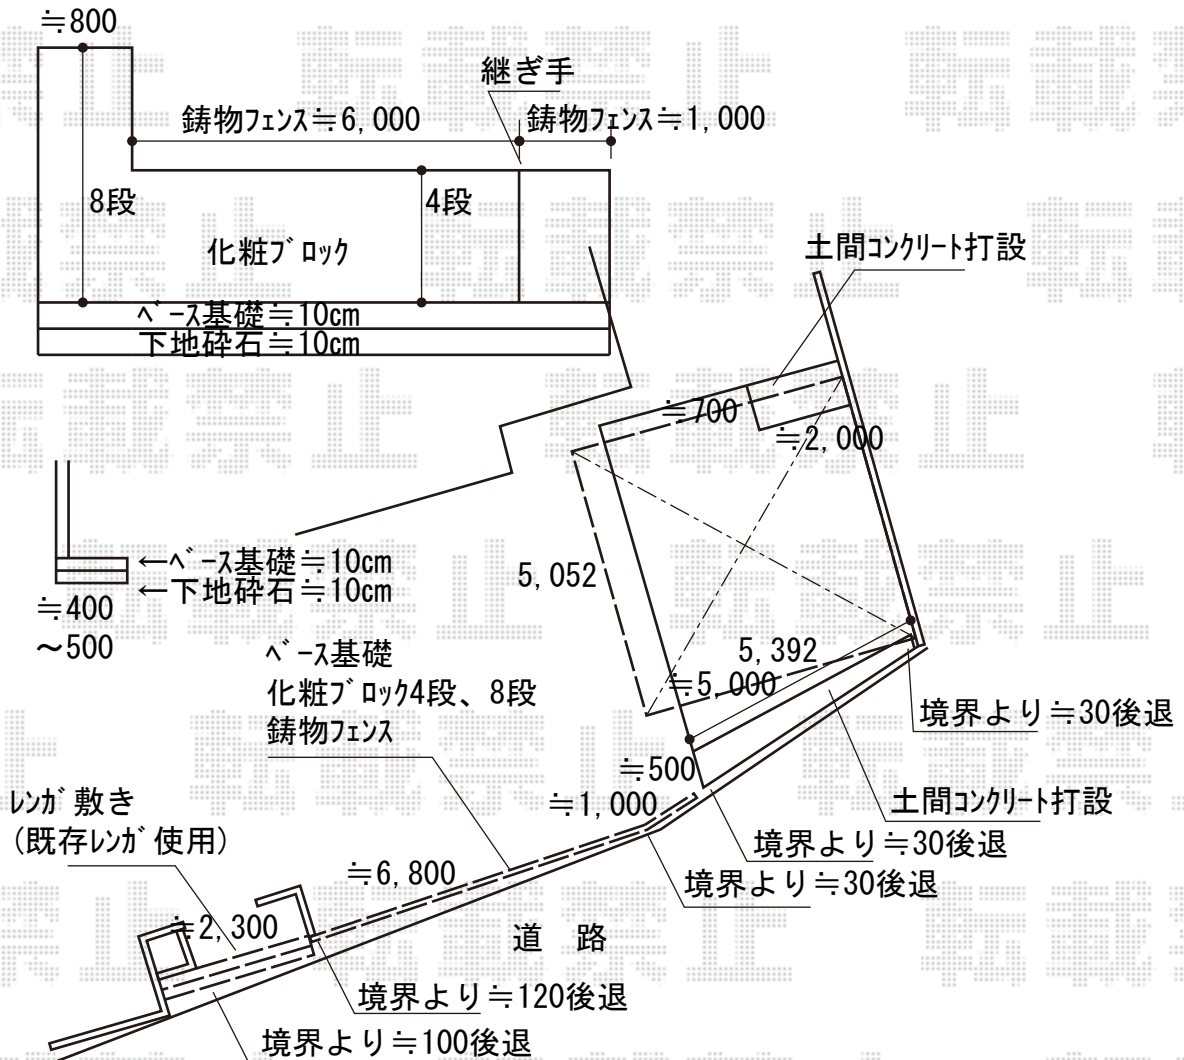 ≒800
継ぎ手
鋳物フェンス≒6,000
鋳物フェンス≒1,000
8段
4段
化粧ブロック
ベース基礎≒10cm
下地砕石≒10cm
土間コンクリート打設
≒700
≒2,000
←ベース基礎≒10cm
←下地砕石≒10cm
≒400
～500
5,052
5,392
≒5,000
ベース基礎
化粧ブロック4段、8段
鋳物フェンス
境界より≒30後退
≒500
≒1,000
土間コンクリート打設
境界より≒30後退
境界より≒30後退
レンガ敷き
(既存レンガ使用)
≒6,800
≒2,300
道 路
境界より≒120後退
境界より≒100後退
転載禁止